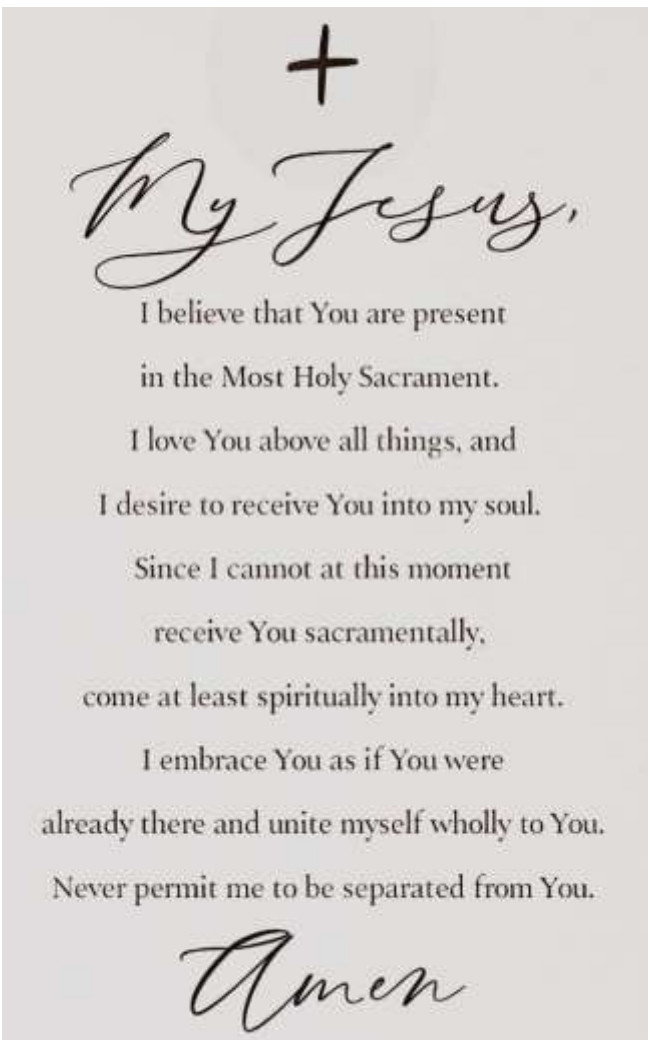 My Jesus,
I believe that You are present
in the Most Holy Sacrament.
I love You above all things, and
I desire to receive You into my soul.
Since I cannot at this moment
receive You sacramentally,
come at least spiritually into my heart.
I embrace You as if You were
already there and unite myself wholly to You.
Never permit me to be separated from You.
Amen